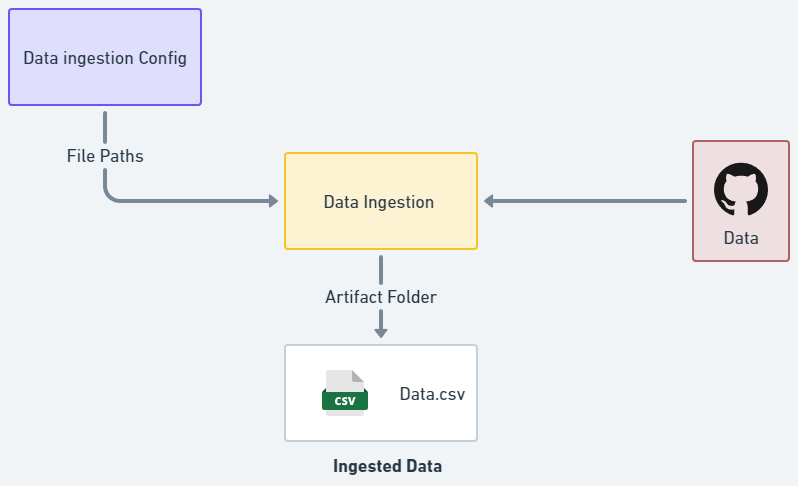 Data ingestion Config
File Paths
Data Ingestion
Data
Artifact Folder
CSV
Data.csv
Ingested Data